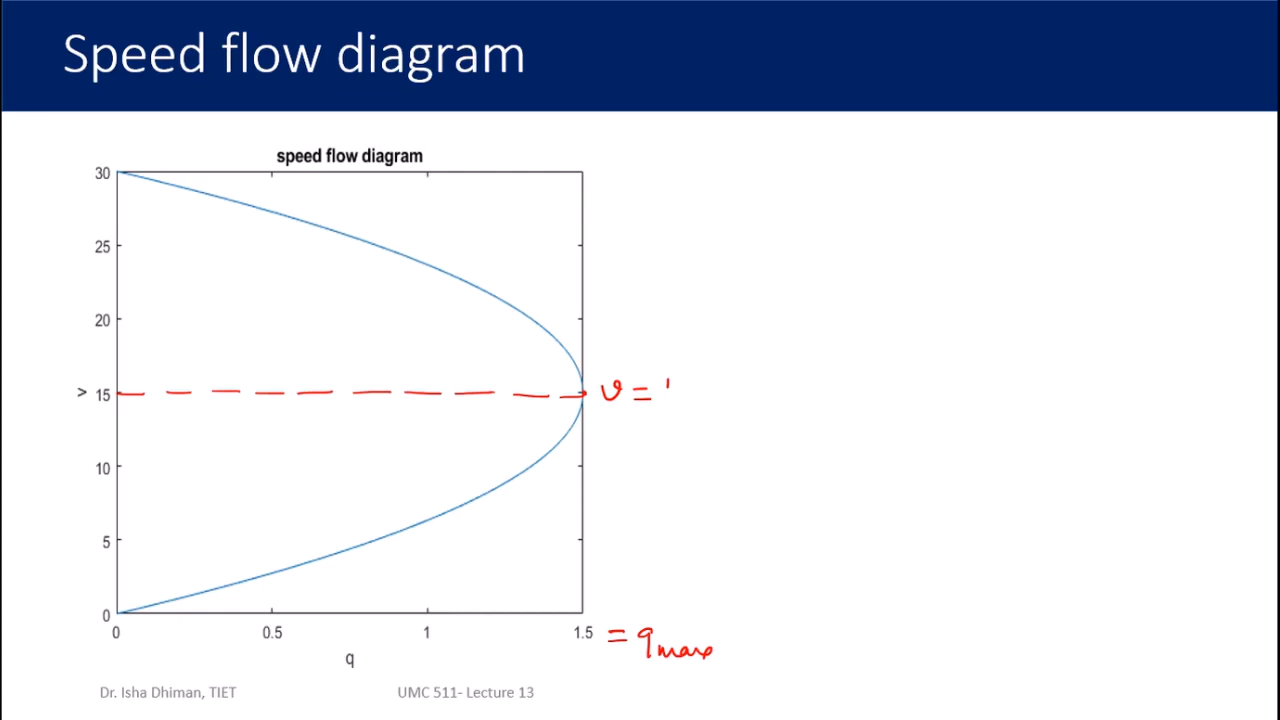 Speed flow diagram
speed flow diagram
30
25
20
15
10
5
0
v
v =
0 0.5 1 1.5 = qmax
q
Dr. Isha Dhiman, TIET UMC 511- Lecture 13